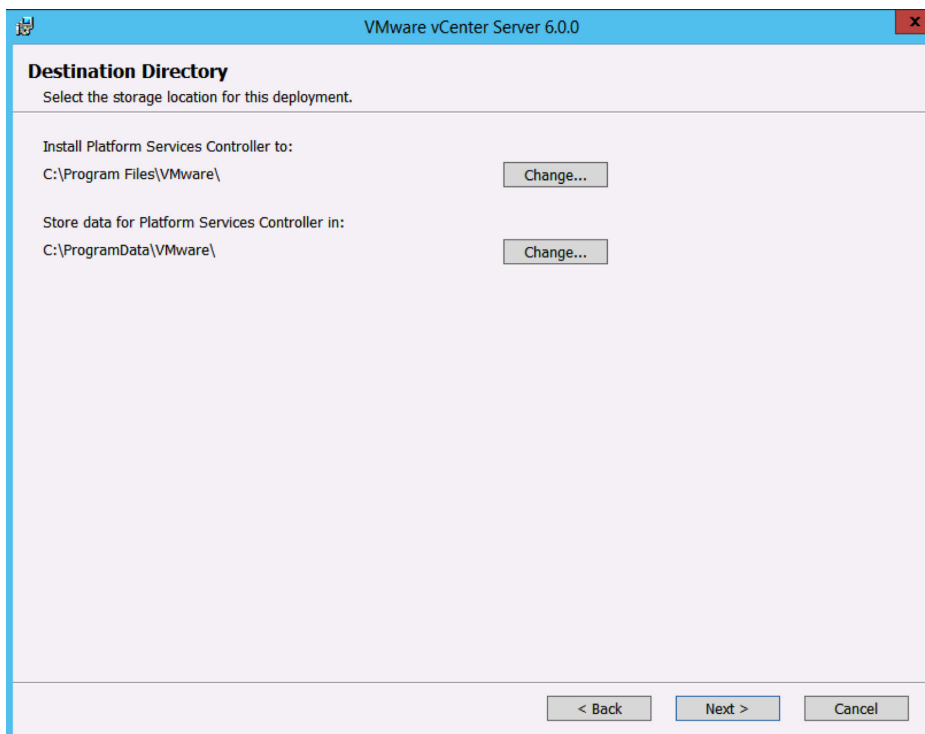 VMware vCenter Server 6.0.0
x
Destination Directory
Select the storage location for this deployment.
Install Platform Services Controller to:
C:\Program Files\VMware\
Change...
Store data for Platform Services Controller in:
C:\ProgramData\VMware\
Change...
< Back
Next >
Cancel